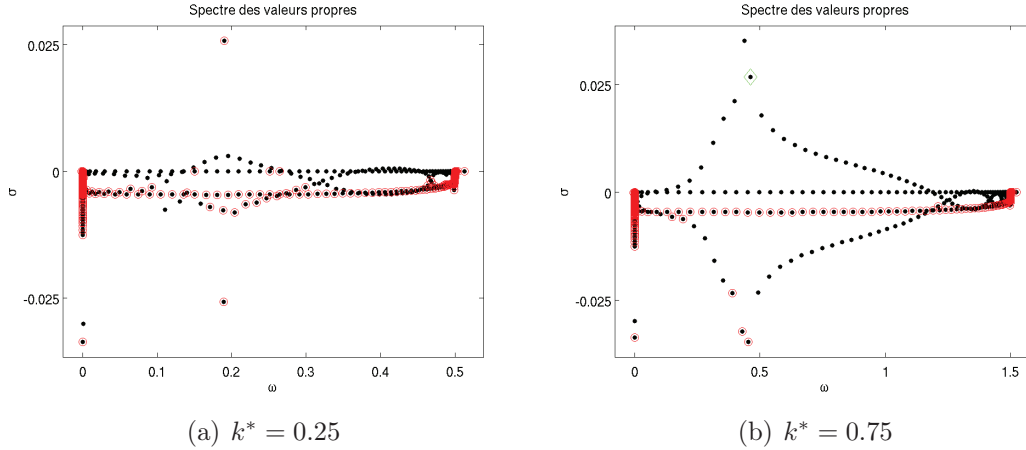 Spectre des valeurs propres
0.025
0
-0.025
σ
0
0.1
0.2
0.3
0.4
0.5
ω
(a) k* = 0.25
Spectre des valeurs propres
0.025
0
-0.025
σ
0
0.5
1
1.5
ω
(b) k* = 0.75